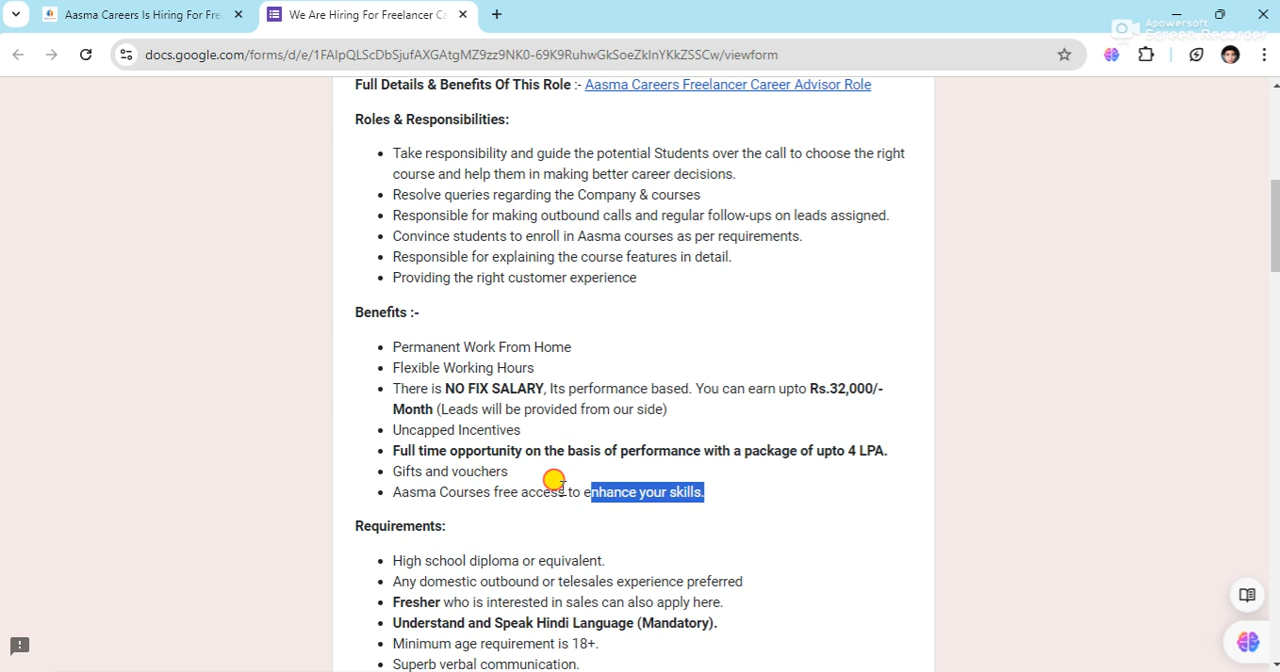 Aasma Careers Is Hiring For Fre
We Are Hiring For Freelancer Ca
Apowersoft
Screen Recorder
docs.google.com/forms/d/e/1FAIpQLScDbSjufAXGAtgMZ9zz9NK0-69K9RuhwGkSoeZkInYKkZSSCw/viewform
Full Details & Benefits Of This Role :- Aasma Careers Freelancer Career Advisor Role
Roles & Responsibilities:
• Take responsibility and guide the potential Students over the call to choose the right
course and help them in making better career decisions.
• Resolve queries regarding the Company & courses
• Responsible for making outbound calls and regular follow-ups on leads assigned.
• Convince students to enroll in Aasma courses as per requirements.
• Responsible for explaining the course features in detail.
• Providing the right customer experience
Benefits :-
• Permanent Work From Home
• Flexible Working Hours
• There is NO FIX SALARY, Its performance based. You can earn upto Rs.32,000/-
Month (Leads will be provided from our side)
• Uncapped Incentives
• Full time opportunity on the basis of performance with a package of upto 4 LPA.
• Gifts and vouchers
• Aasma Courses free access to enhance your skills.
Requirements:
• High school diploma or equivalent.
• Any domestic outbound or telesales experience preferred
• Fresher who is interested in sales can also apply here.
• Understand and Speak Hindi Language (Mandatory).
• Minimum age requirement is 18+.
• Superb verbal communication.